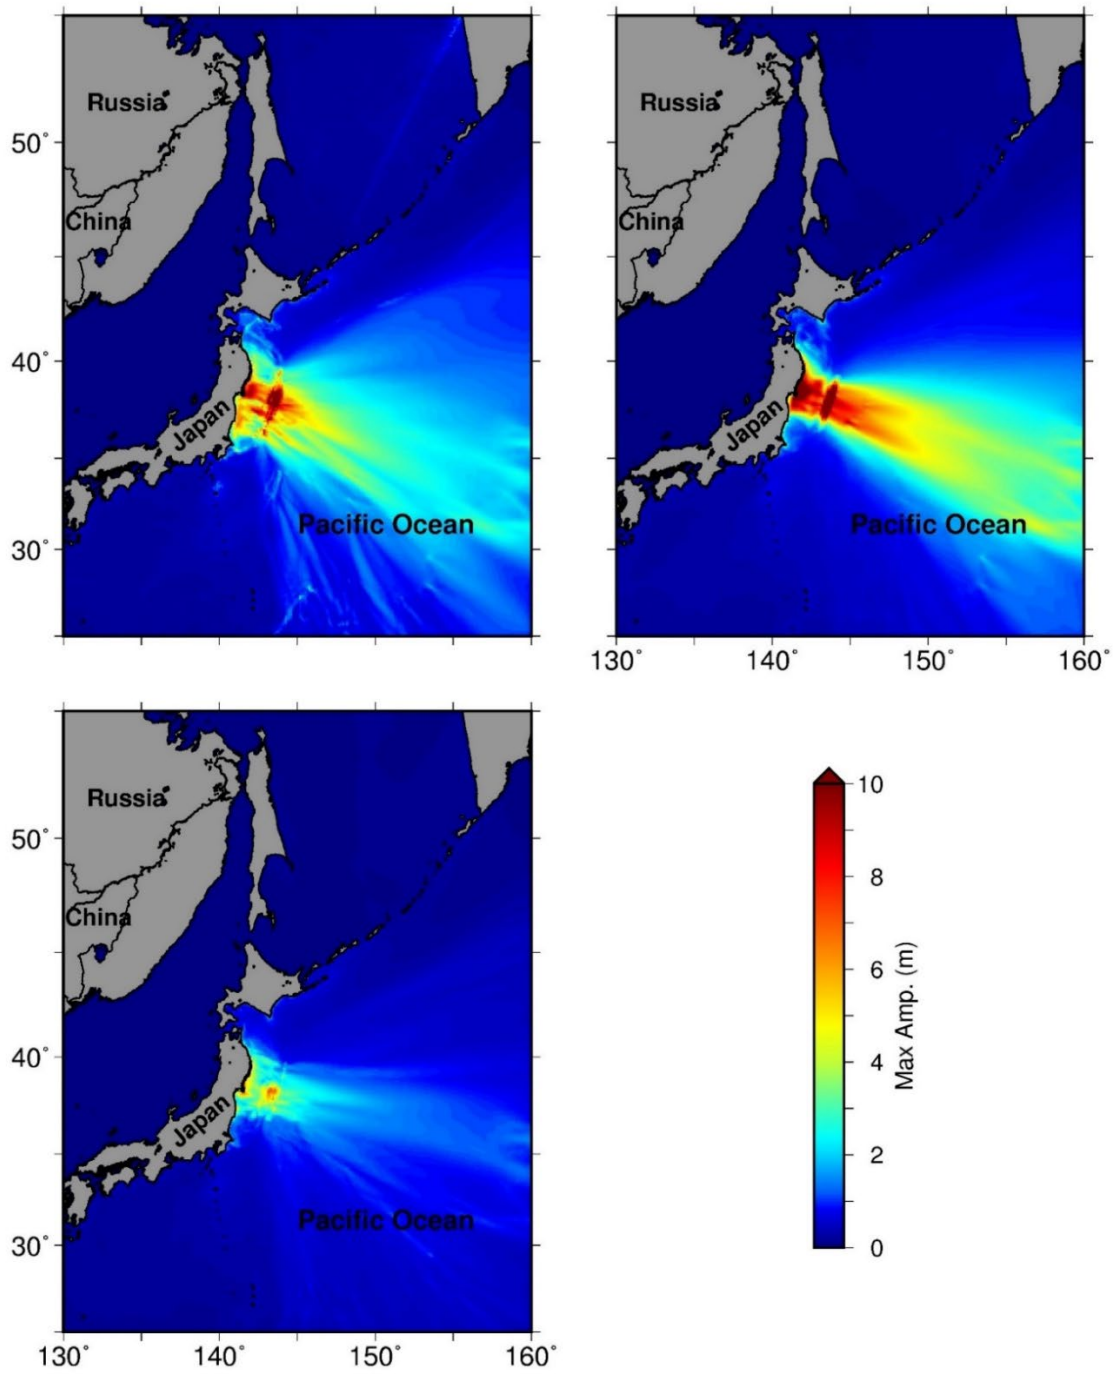 Russia
China
Japan
Pacific Ocean
50°
40°
30°
Russia
China
Japan
Pacific Ocean
130° 140° 150° 160°
Russia
China
Japan
Pacific Ocean
50°
40°
30°
130° 140° 150° 160°
10
8
6
4
2
0
Max Amp. (m)